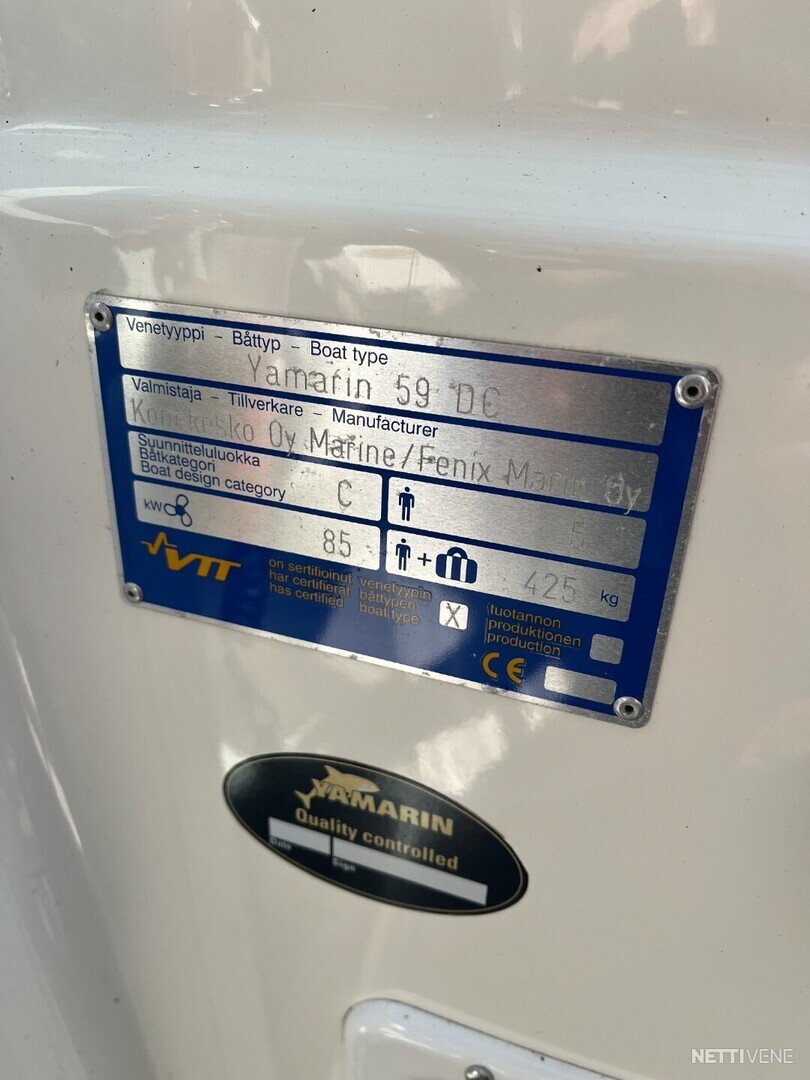 Venetyyppi – Båttyp – Boat type
Yamarin 59 DC
Valmistaja – Tillverkare – Manufacturer
Konekesko Oy Marine/Fenix Marin Oy
Suunnitteluluokka
Båtkategori
Boat design category
C
5
kW
85
+
425 kg
VTT
on sertifioinut venetyypin
har certifierat båttypen
has certified boat type
X
tuotannon
produktionen
production
CE
YAMARIN
Quality controlled
Date
Sign
NETTIVENE